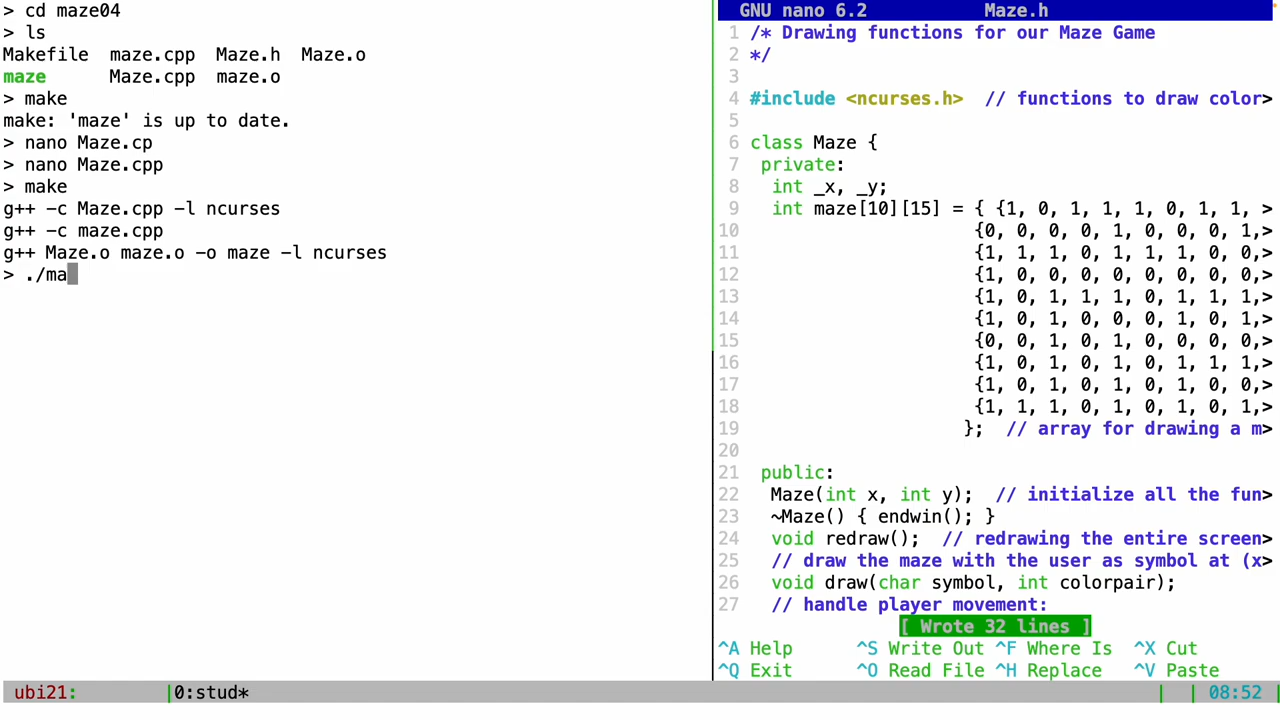 > cd maze04
> ls
Makefile  maze.cpp  Maze.h  Maze.o
maze      Maze.cpp  maze.o
> make
make: 'maze' is up to date.
> nano Maze.cp
> nano Maze.cpp
> make
g++ -c Maze.cpp -l ncurses
g++ -c maze.cpp
g++ Maze.o maze.o -o maze -l ncurses
> ./ma
GNU nano 6.2 Maze.h
1 /* Drawing functions for our Maze Game
2 */
3
4 #include <ncurses.h>  // functions to draw color>
5
6 class Maze {
7  private:
8   int _x, _y;
9   int maze[10][15] = { {1, 0, 1, 1, 1, 0, 1, 1, >
10 {0, 0, 0, 0, 1, 0, 0, 0, 1,>
11 {1, 1, 1, 0, 1, 1, 1, 0, 0,>
12 {1, 0, 0, 0, 0, 0, 0, 0, 0,>
13 {1, 0, 1, 1, 1, 0, 1, 1, 1,>
14 {1, 0, 1, 0, 0, 0, 1, 0, 1,>
15 {0, 0, 1, 0, 1, 0, 0, 0, 0,>
16 {1, 0, 1, 0, 1, 0, 1, 1, 1,>
17 {1, 0, 1, 0, 1, 0, 1, 0, 0,>
18 {1, 1, 1, 0, 1, 0, 1, 0, 1,>
19 };  // array for drawing a m>
20
21  public:
22   Maze(int x, int y);  // initialize all the fun>
23   ~Maze() { endwin(); }
24   void redraw();  // redrawing the entire screen>
25   // draw the maze with the user as symbol at (x>
26   void draw(char symbol, int colorpair);
27   // handle player movement:
[ Wrote 32 lines ]
^A Help ^S Write Out ^F Where Is ^X Cut
^Q Exit ^O Read File ^H Replace ^V Paste
ubi21: |0:stud* | | 08:52 |